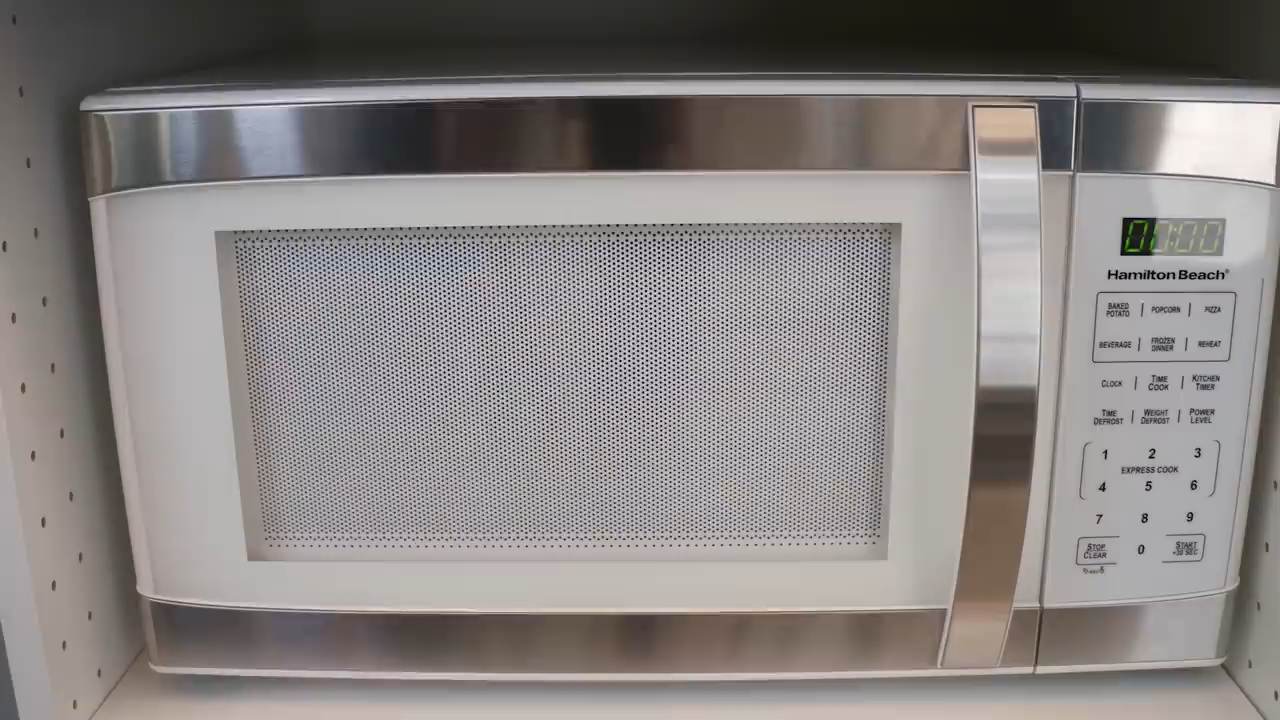 00:00
Hamilton Beach®
BAKED POTATO | POPCORN | PIZZA
BEVERAGE | FROZEN DINNER | REHEAT
CLOCK | TIME COOK | KITCHEN TIMER
TIME DEFROST | WEIGHT DEFROST | POWER LEVEL
1 2 3
EXPRESS COOK
4 5 6
7 8 9
STOP CLEAR 0 START +30 SEC